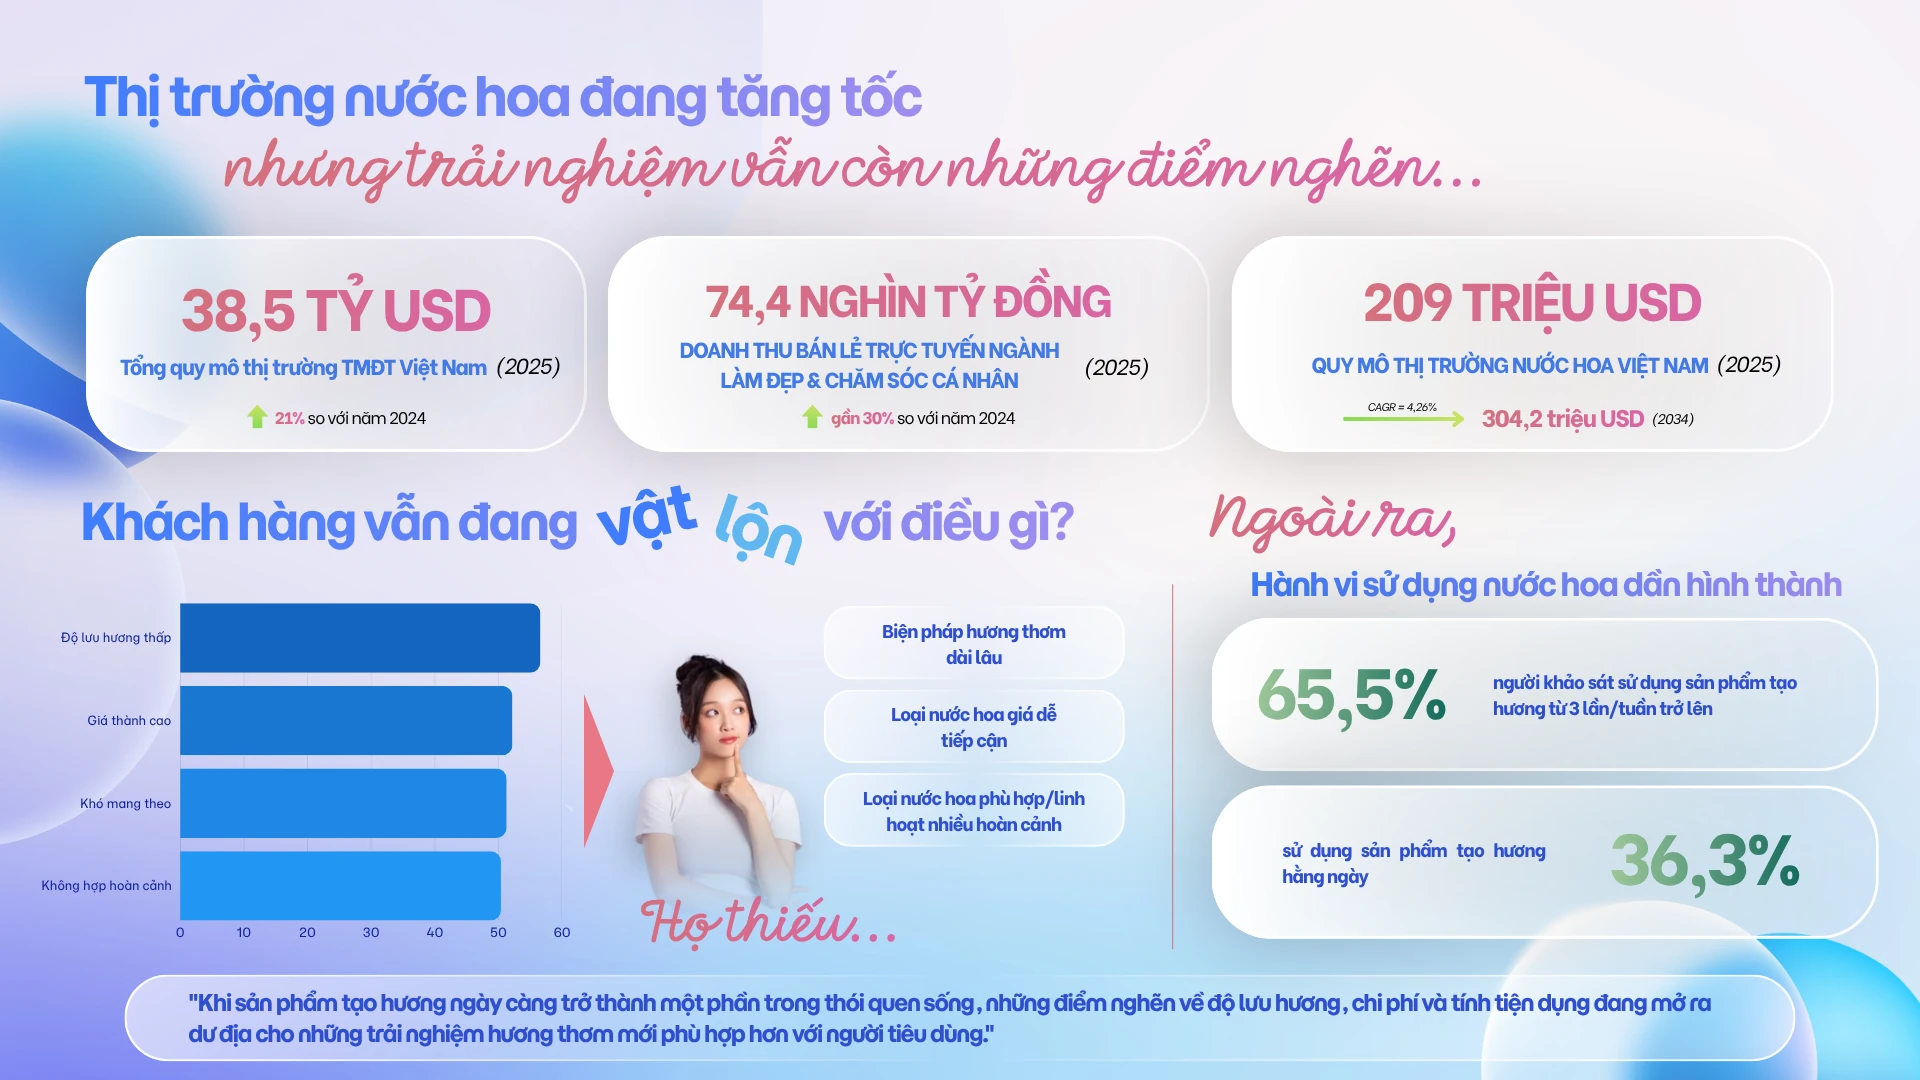 Thị trường nước hoa đang tăng tốc
nhưng trải nghiệm vẫn còn những điểm nghẽn...
38,5 TỶ USD
Tổng quy mô thị trường TMĐT Việt Nam (2025)
21% so với năm 2024
74,4 NGHÌN TỶ ĐỒNG
DOANH THU BÁN LẺ TRỰC TUYẾN NGÀNH
LÀM ĐẸP & CHĂM SÓC CÁ NHÂN
(2025)
gần 30% so với năm 2024
209 TRIỆU USD
QUY MÔ THỊ TRƯỜNG NƯỚC HOA VIỆT NAM (2025)
CAGR = 4,26%
304,2 triệu USD (2034)
Khách hàng vẫn đang vật lộn với điều gì?
Độ lưu hương thấp
Giá thành cao
Khó mang theo
Không hợp hoàn cảnh
0 10 20 30 40 50 60
Biện pháp hương thơm
dài lâu
Loại nước hoa giá dễ
tiếp cận
Loại nước hoa phù hợp/linh
hoạt nhiều hoàn cảnh
Họ thiếu...
Ngoài ra,
Hành vi sử dụng nước hoa dần hình thành
65,5%
người khảo sát sử dụng sản phẩm tạo
hương từ 3 lần/tuần trở lên
sử dụng sản phẩm tạo hương
hằng ngày
36,3%
"Khi sản phẩm tạo hương ngày càng trở thành một phần trong thói quen sống, những điểm nghẽn về độ lưu hương, chi phí và tính tiện dụng đang mở ra
dư địa cho những trải nghiệm hương thơm mới phù hợp hơn với người tiêu dùng."